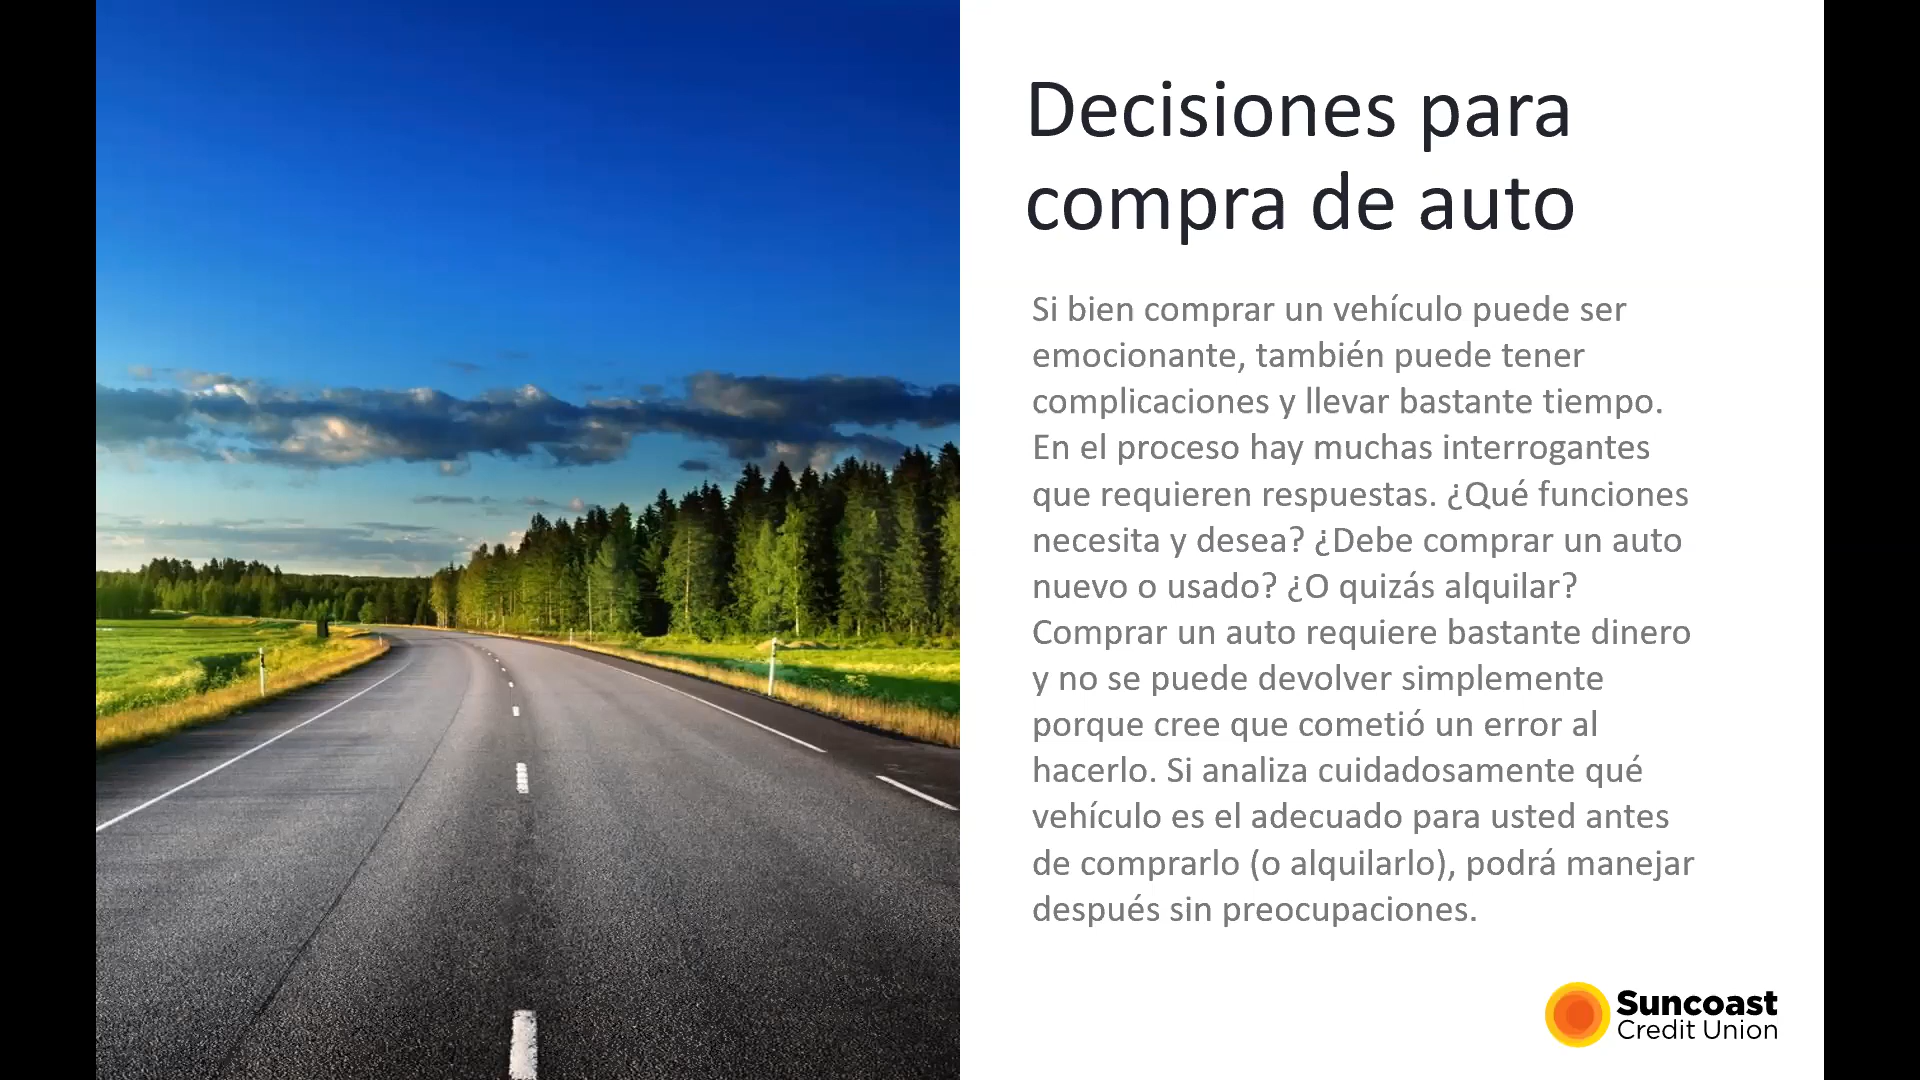 Decisiones para
compra de auto
Si bien comprar un vehículo puede ser
emocionante, también puede tener
complicaciones y llevar bastante tiempo.
En el proceso hay muchas interrogantes
que requieren respuestas. ¿Qué funciones
necesita y desea? ¿Debe comprar un auto
nuevo o usado? ¿O quizás alquilar?
Comprar un auto requiere bastante dinero
y no se puede devolver simplemente
porque cree que cometió un error al
hacerlo. Si analiza cuidadosamente qué
vehículo es el adecuado para usted antes
de comprarlo (o alquilarlo), podrá manejar
después sin preocupaciones.
Suncoast
Credit Union